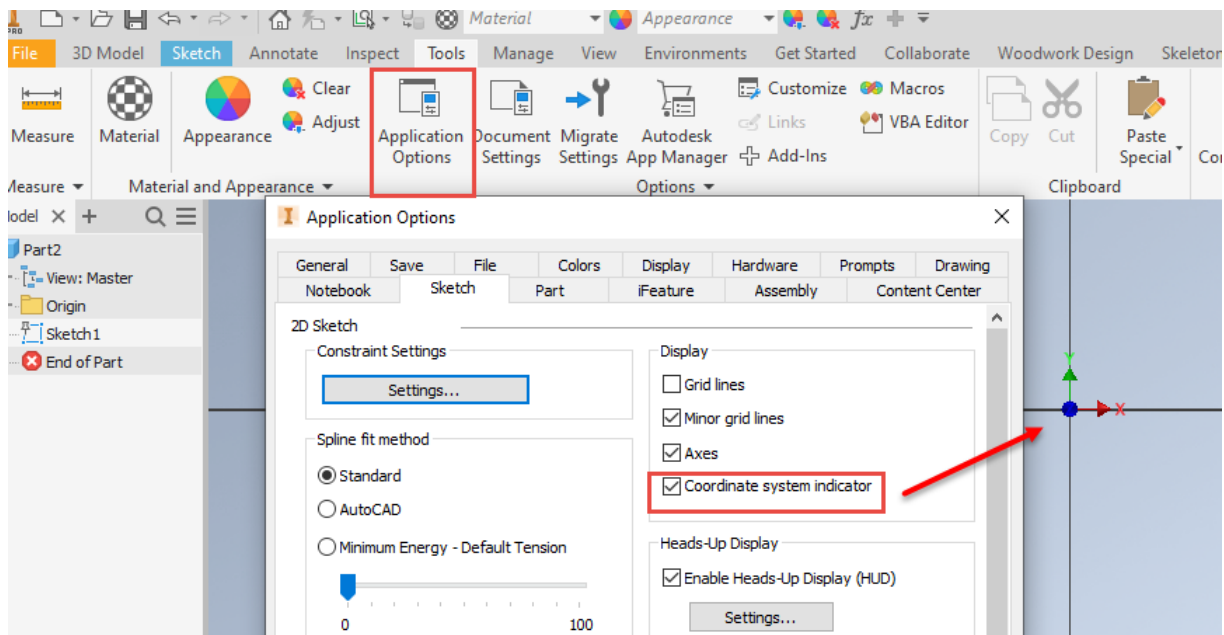 PRO
Material
Appearance
fx
File 3D Model Sketch Annotate Inspect Tools Manage View Environments Get Started Collaborate Woodwork Design Skeleton
Measure
Material
Appearance
Clear
Adjust
Application Options
Document Settings
Migrate Settings
Autodesk App Manager
Customize
Links
Add-Ins
Macros
VBA Editor
Copy
Cut
Paste Special
Measure
Material and Appearance
Options
Clipboard
Part2
View: Master
Origin
Sketch1
End of Part
Application Options
General Save File Colors Display Hardware Prompts Drawing
Notebook Sketch Part iFeature Assembly Content Center
2D Sketch
Constraint Settings
Settings...
Spline fit method
Standard
AutoCAD
Minimum Energy - Default Tension
0 100
Display
Grid lines
Minor grid lines
Axes
Coordinate system indicator
Heads-Up Display
Enable Heads-Up Display (HUD)
Settings...
Y
X